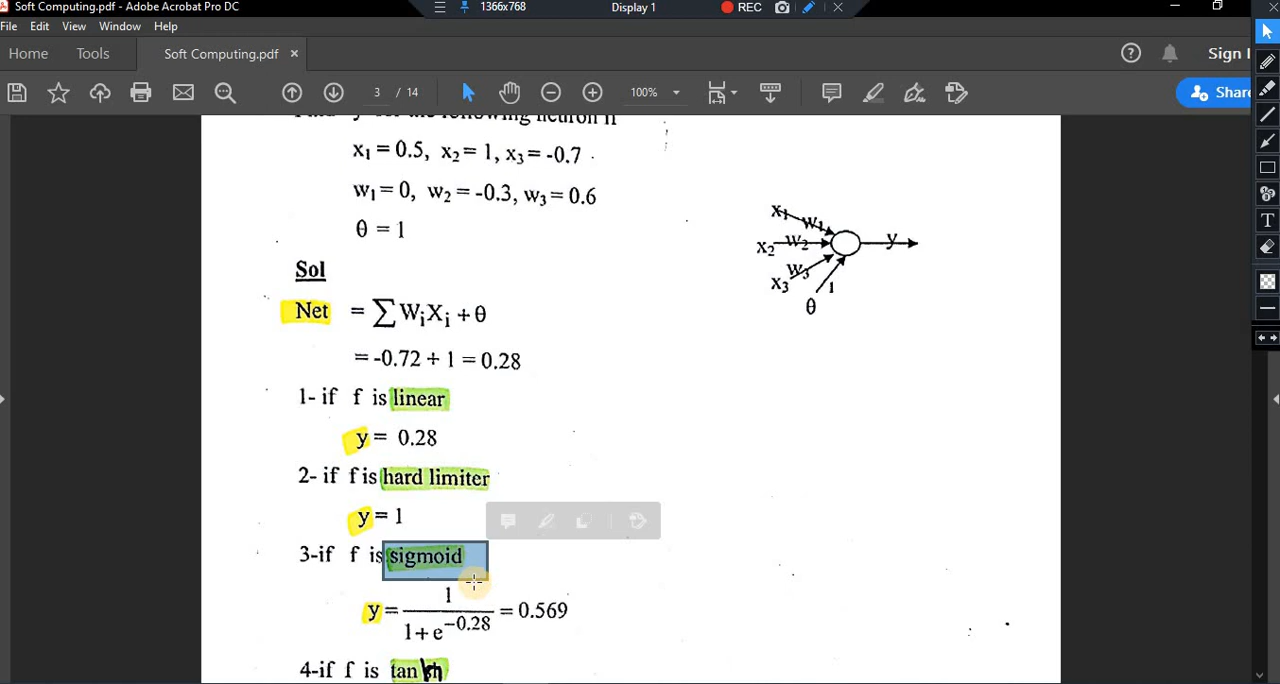 Soft Computing.pdf - Adobe Acrobat Pro DC
1366x768
Display 1
REC
File Edit View Window Help
Home Tools Soft Computing.pdf ×
Sign I
3 / 14
100%
Share
x1 = 0.5, x2 = 1, x3 = -0.7
w1 = 0, w2 = -0.3, w3 = 0.6
θ = 1
Sol
Net = ∑ WiXi + θ
= -0.72 + 1 = 0.28
1- if f is linear
y = 0.28
2- if f is hard limiter
y = 1
3-if f is sigmoid
y = 1 / 1+e^-0.28 = 0.569
4-if f is tanh
x1 w1
x2 w2 y
x3 w3 1
θ